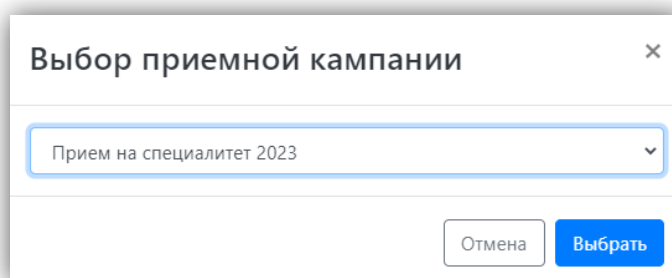 Выбор приемной кампании
Прием на специалитет 2023
Отмена
Выбрать